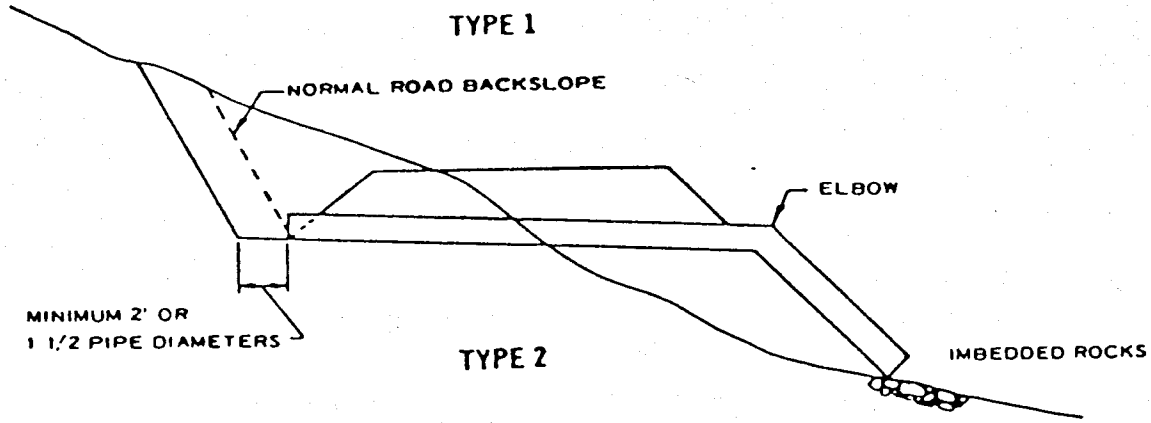 TYPE 1
NORMAL ROAD BACKSLOPE
ELBOW
MINIMUM 2' OR
1 1/2 PIPE DIAMETERS
TYPE 2
IMBEDDED ROCKS